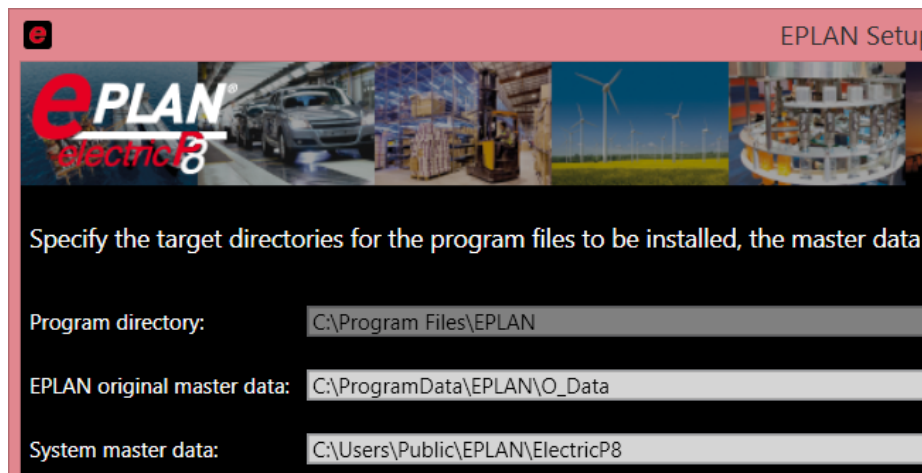 EPLAN Setup
ePLAN®
electric P8
Specify the target directories for the program files to be installed, the master data
Program directory: C:\Program Files\EPLAN
EPLAN original master data: C:\ProgramData\EPLAN\O_Data
System master data: C:\Users\Public\EPLAN\ElectricP8